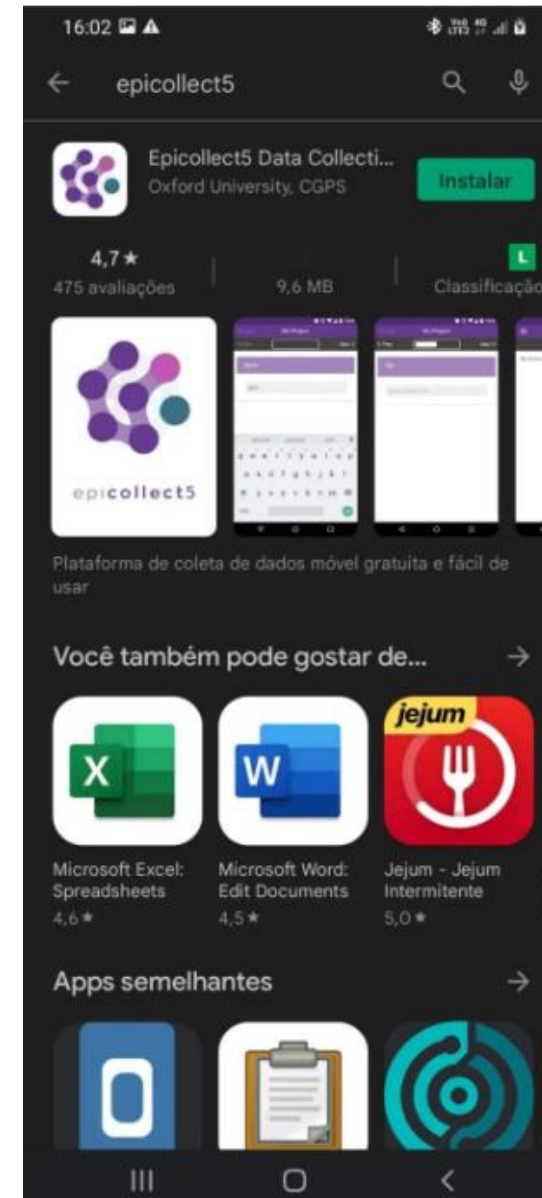 16:02
epicollect5
Epicollect5 Data Collecti...
Oxford University, CGPS
Instalar
4,7★
475 avaliações
9,6 MB
L
Classificação
epicollect5
Plataforma de coleta de dados móvel gratuita e fácil de
usar
Você também pode gostar de...
X
W
jejum
Microsoft Excel:
Spreadsheets
4,6★
Microsoft Word:
Edit Documents
4,5★
Jejum - Jejum
Intermitente
5,0★
Apps semelhantes